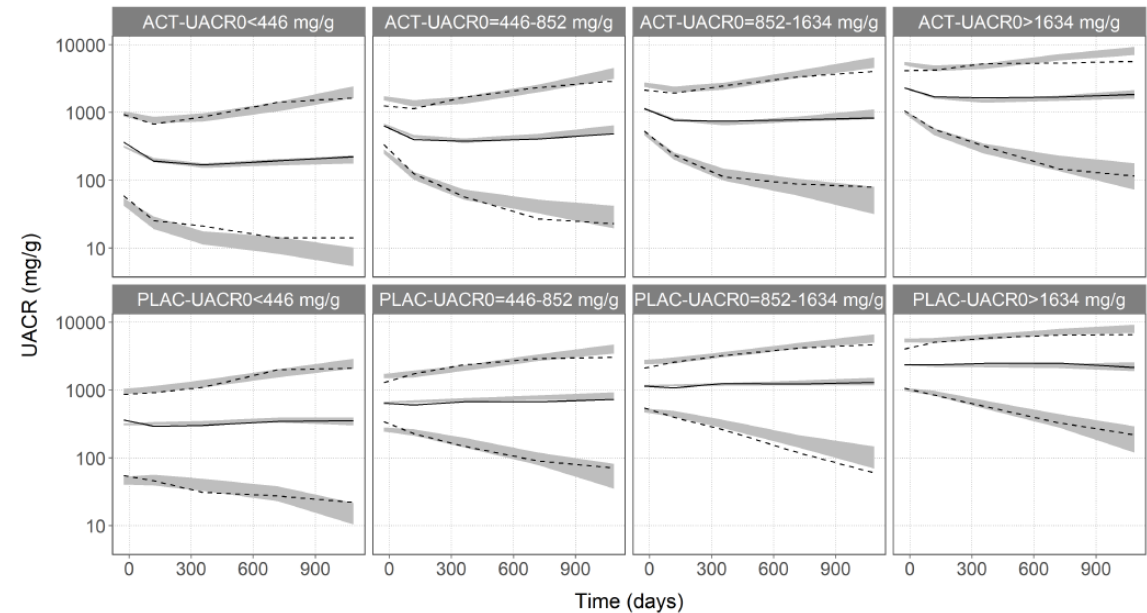 ACT-UACR0<446 mg/g
ACT-UACR0=446-852 mg/g
ACT-UACR0=852-1634 mg/g
ACT-UACR0>1634 mg/g
10000
1000
100
10
PLAC-UACR0<446 mg/g
PLAC-UACR0=446-852 mg/g
PLAC-UACR0=852-1634 mg/g
PLAC-UACR0>1634 mg/g
10000
1000
100
10
UACR (mg/g)
0 300 600 900
0 300 600 900
0 300 600 900
0 300 600 900
Time (days)